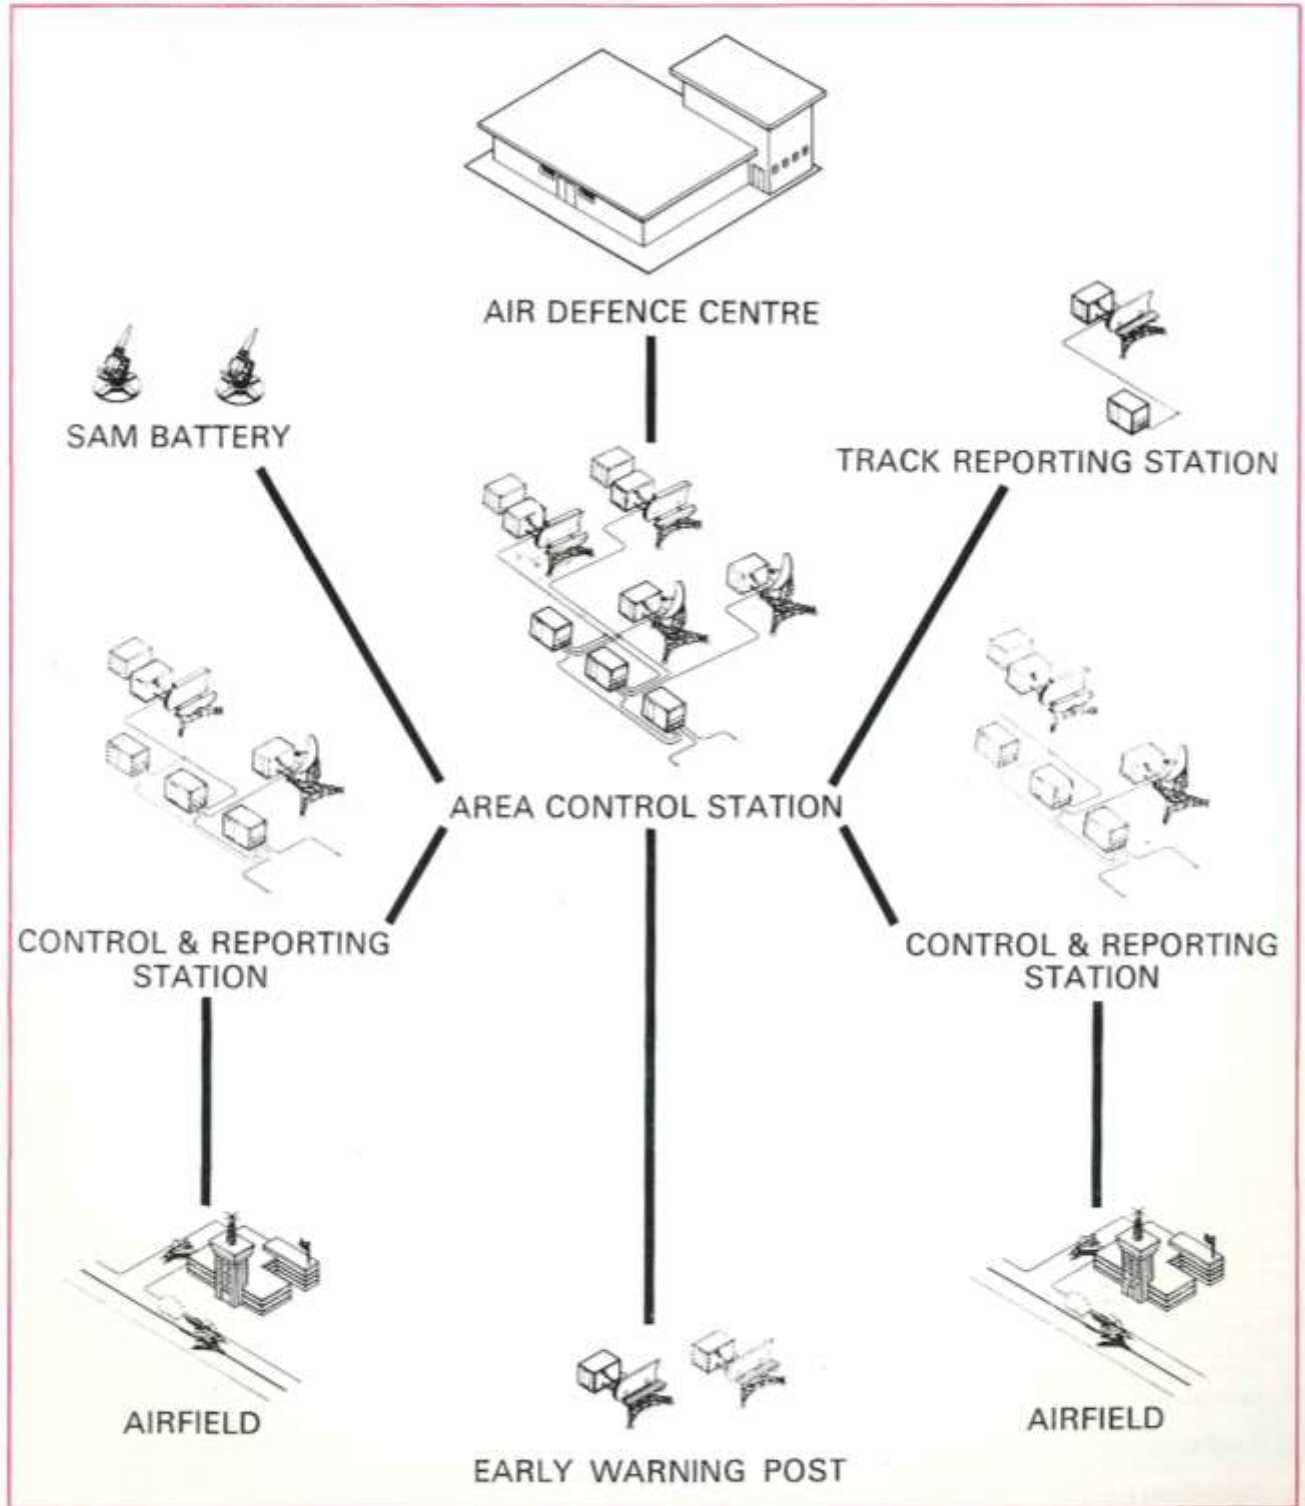 AIR DEFENCE CENTRE
SAM BATTERY
TRACK REPORTING STATION
AREA CONTROL STATION
CONTROL & REPORTING
STATION
CONTROL & REPORTING
STATION
AIRFIELD
AIRFIELD
EARLY WARNING POST